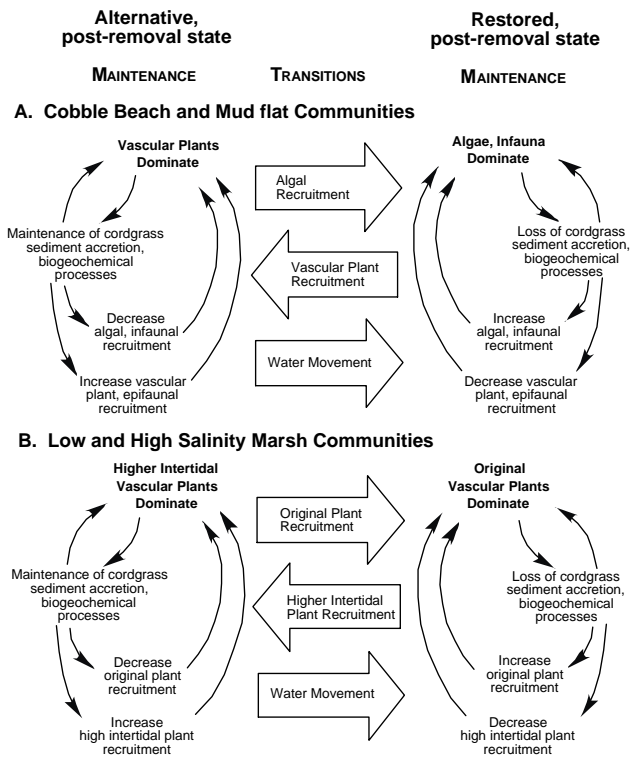 Alternative,
post-removal state
Restored,
post-removal state
MAINTENANCE
TRANSITIONS
MAINTENANCE
A. Cobble Beach and Mud flat Communities
Vascular Plants
Dominate
Maintenance of cordgrass
sediment accretion,
biogeochemical
processes
Decrease
algal, infaunal
recruitment
Increase vascular
plant, epifaunal
recruitment
Algal
Recruitment
Vascular Plant
Recruitment
Water Movement
Algae, Infauna
Dominate
Loss of cordgrass
sediment accretion,
biogeochemical
processes
Increase
algal, infaunal
recruitment
Decrease vascular
plant, epifaunal
recruitment
B. Low and High Salinity Marsh Communities
Higher Intertidal
Vascular Plants
Dominate
Maintenance of cordgrass
sediment accretion,
biogeochemical
processes
Decrease
original plant
recruitment
Increase
high intertidal plant
recruitment
Original Plant
Recruitment
Higher Intertidal
Plant Recruitment
Water Movement
Original
Vascular Plants
Dominate
Loss of cordgrass
sediment accretion,
biogeochemical
processes
Increase
original plant
recruitment
Decrease
high intertidal plant
recruitment